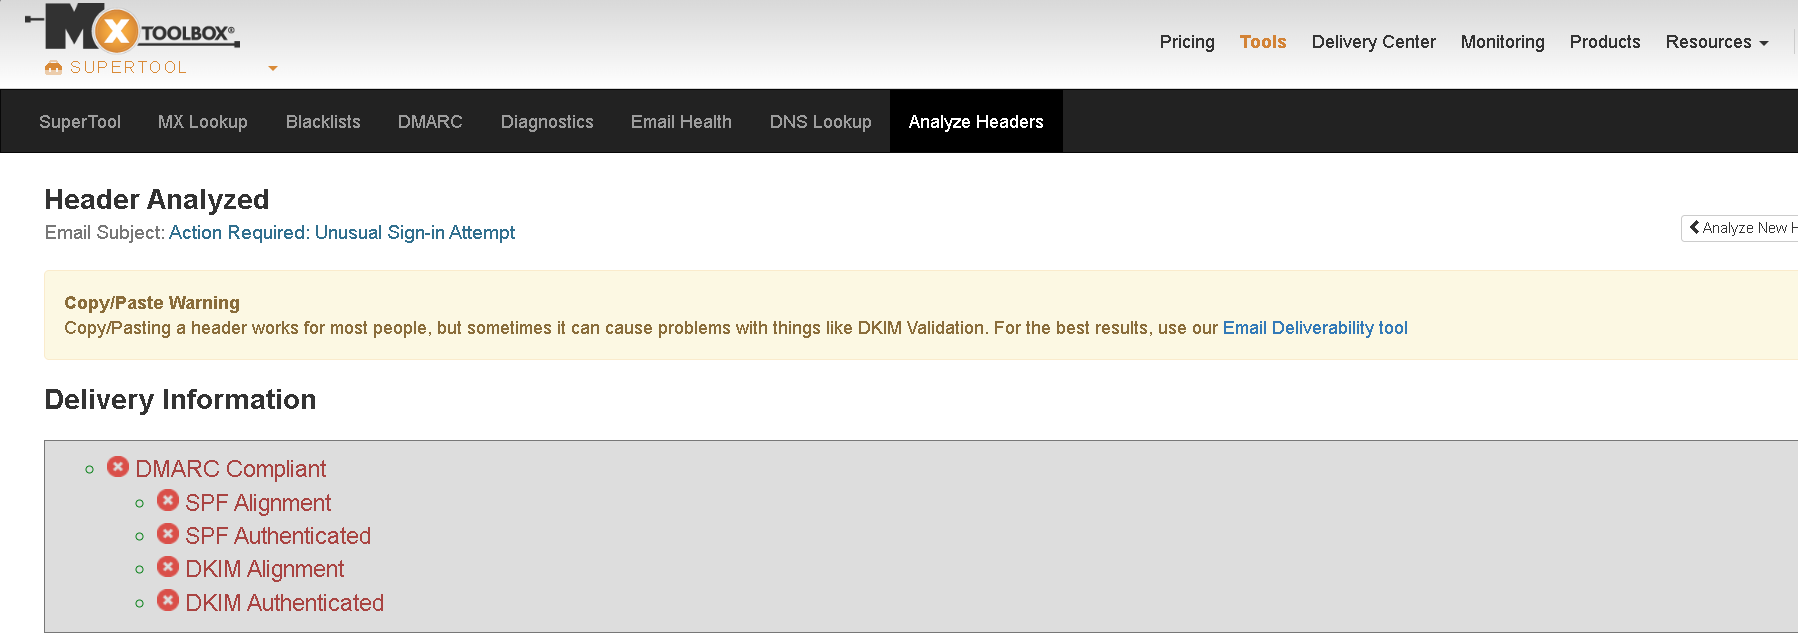 MX TOOLBOX®
SUPERTOOL
Pricing Tools Delivery Center Monitoring Products Resources
SuperTool MX Lookup Blacklists DMARC Diagnostics Email Health DNS Lookup Analyze Headers
Header Analyzed
Email Subject: Action Required: Unusual Sign-in Attempt
Analyze New H
Copy/Paste Warning
Copy/Pasting a header works for most people, but sometimes it can cause problems with things like DKIM Validation. For the best results, use our Email Deliverability tool
Delivery Information
DMARC Compliant
SPF Alignment
SPF Authenticated
DKIM Alignment
DKIM Authenticated